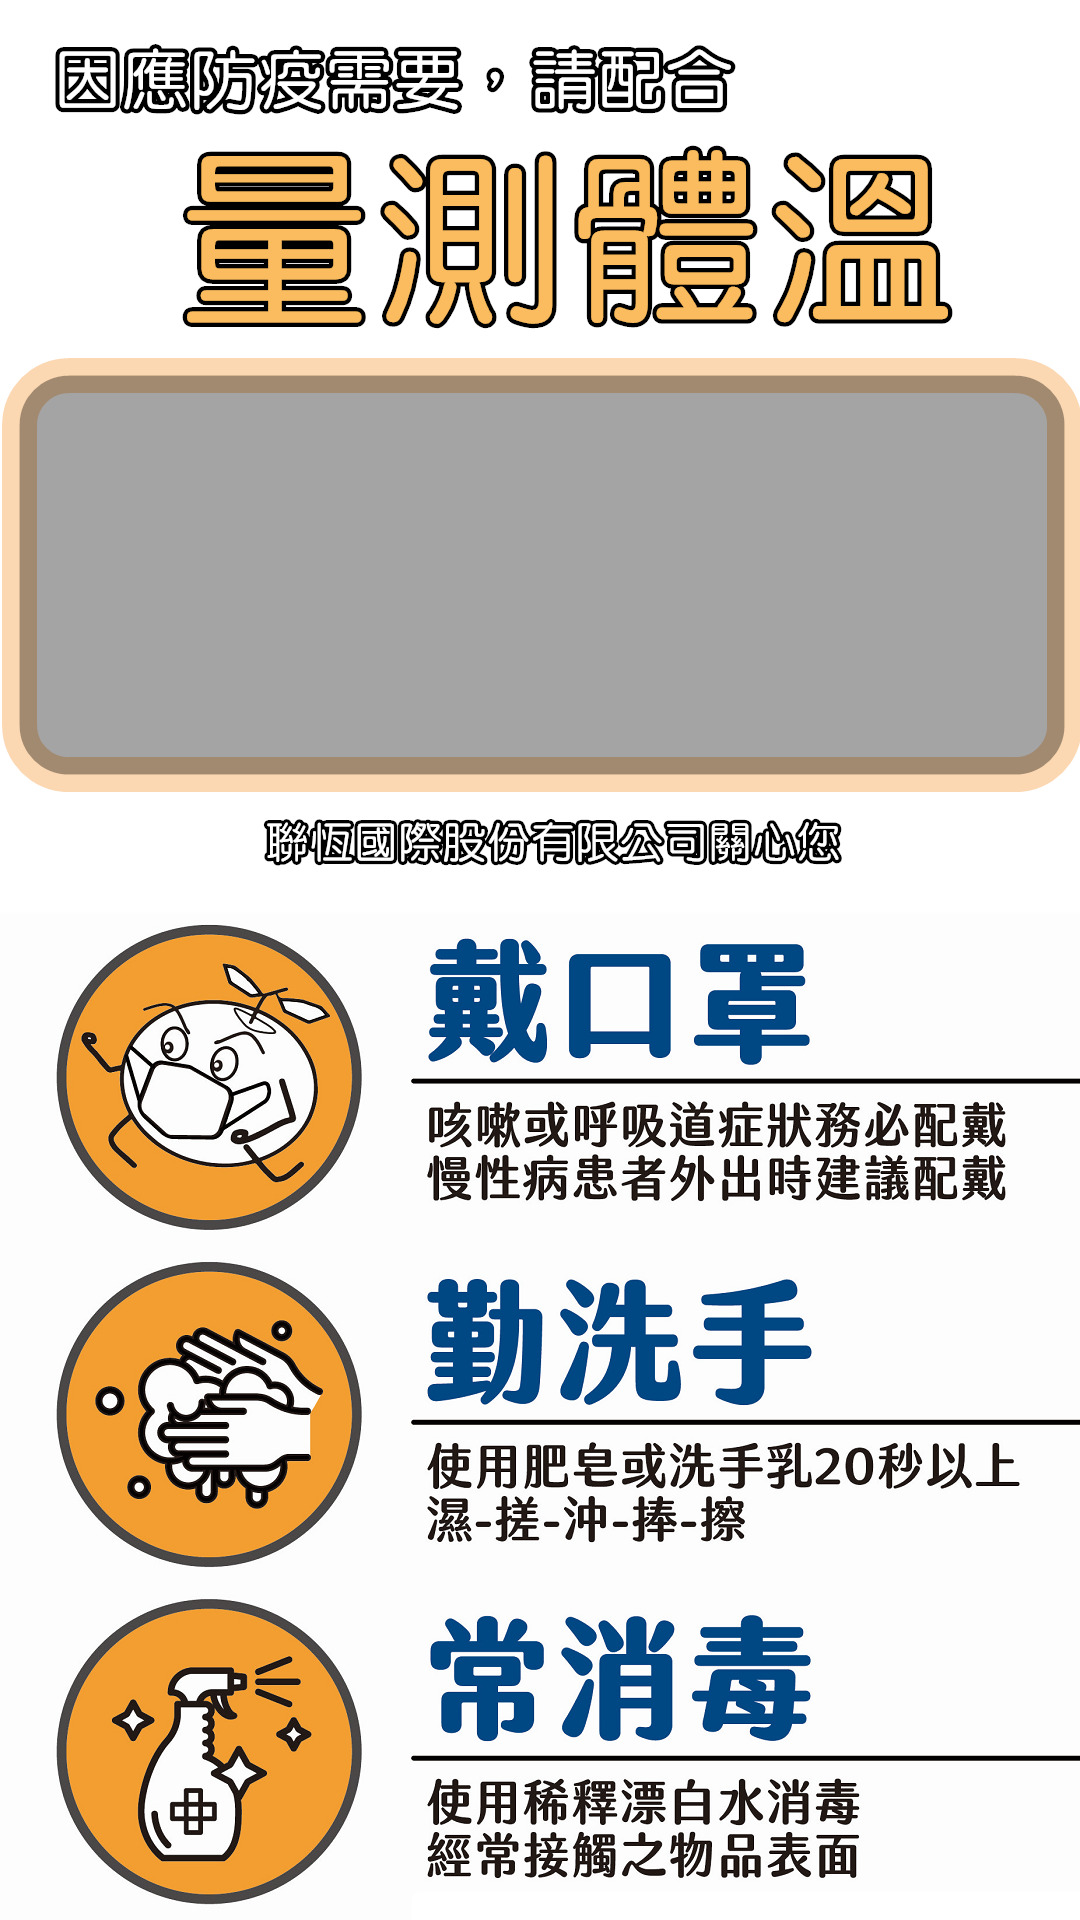 因應防疫需要，請配合
量測體溫
聯恆國際股份有限公司關心您
戴口罩
咳嗽或呼吸道症狀務必配戴
慢性病患者外出時建議配戴
勤洗手
使用肥皂或洗手乳20秒以上
濕-搓-沖-捧-擦
常消毒
使用稀釋漂白水消毒
經常接觸之物品表面